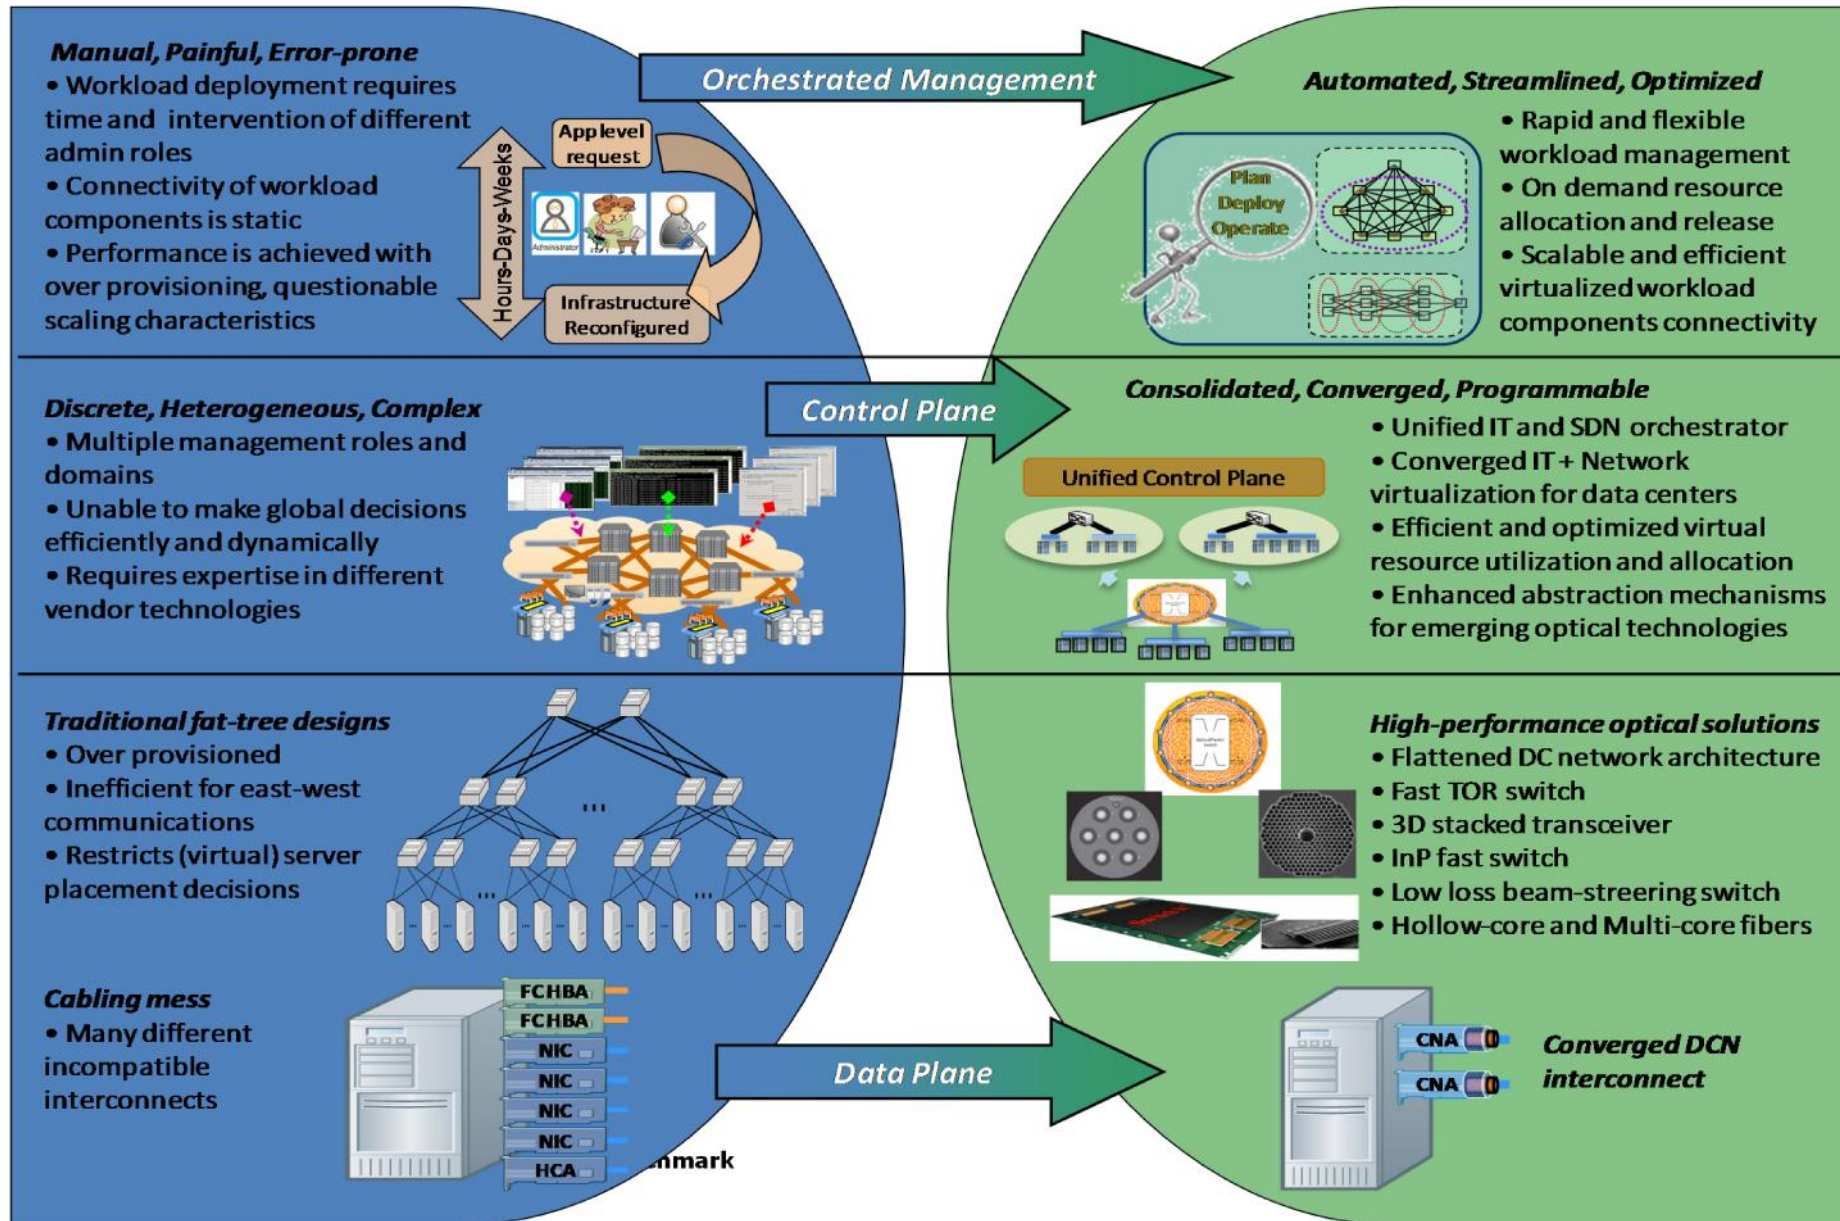 Manual, Painful, Error-prone
• Workload deployment requires
time and intervention of different
admin roles
• Connectivity of workload
components is static
• Performance is achieved with
over provisioning, questionable
scaling characteristics
Hours-Days-Weeks
App level
request
Administrator
Infrastructure
Reconfigured
Orchestrated Management
Automated, Streamlined, Optimized
• Rapid and flexible
workload management
• On demand resource
allocation and release
• Scalable and efficient
virtualized workload
components connectivity
Plan
Deploy
Operate
Discrete, Heterogeneous, Complex
• Multiple management roles and
domains
• Unable to make global decisions
efficiently and dynamically
• Requires expertise in different
vendor technologies
Control Plane
Consolidated, Converged, Programmable
• Unified IT and SDN orchestrator
• Converged IT + Network
virtualization for data centers
• Efficient and optimized virtual
resource utilization and allocation
• Enhanced abstraction mechanisms
for emerging optical technologies
Unified Control Plane
Traditional fat-tree designs
• Over provisioned
• Inefficient for east-west
communications
• Restricts (virtual) server
placement decisions
...
... ...
... ... ... ... ... ...
High-performance optical solutions
• Flattened DC network architecture
• Fast TOR switch
• 3D stacked transceiver
• InP fast switch
• Low loss beam-streering switch
• Hollow-core and Multi-core fibers
Cabling mess
• Many different
incompatible
interconnects
FCHBA
FCHBA
NIC
NIC
NIC
NIC
HCA
nmark
Data Plane
CNA
CNA
Converged DCN
interconnect